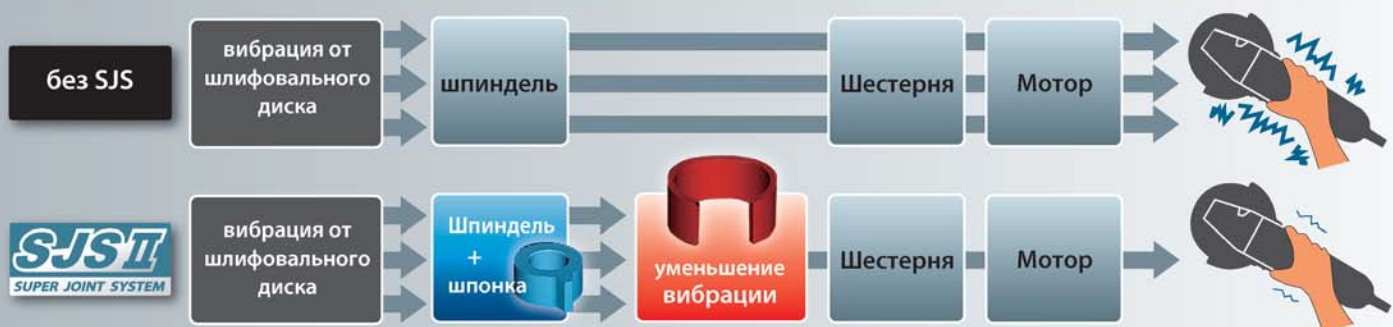 без SJS
вибрация от
шлифовального
диска
шпиндель
Шестерня
Мотор
SJS II
SUPER JOINT SYSTEM
вибрация от
шлифовального
диска
Шпиндель
+
шпонка
уменьшение
вибрации
Шестерня
Мотор